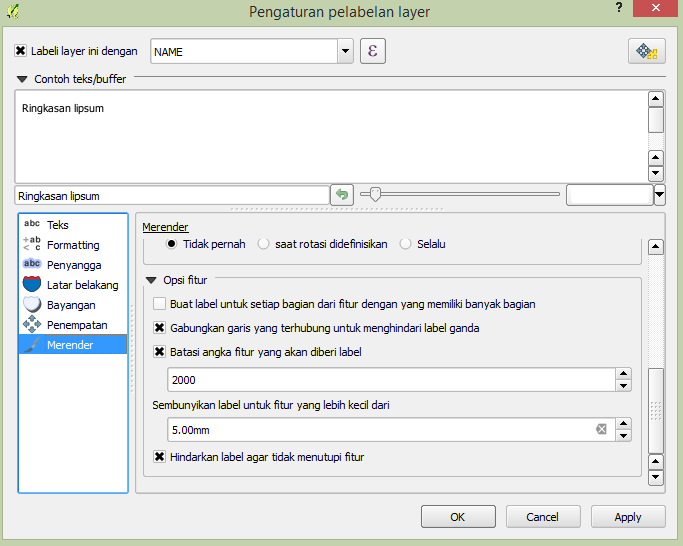 Pengaturan pelabelan layer
?
Labeli layer ini dengan
NAME
ε
Contoh teks/buffer
Ringkasan lipsum
Ringkasan lipsum
abc Teks
+ab < c Formatting
abc Penyangga
Latar belakang
Bayangan
Penempatan
Merender
Merender
Tidak pernah saat rotasi didefinisikan Selalu
Opsi fitur
Buat label untuk setiap bagian dari fitur dengan yang memiliki banyak bagian
Gabungkan garis yang terhubung untuk menghindari label ganda
Batasi angka fitur yang akan diberi label
2000
Sembunyikan label untuk fitur yang lebih kecil dari
5.00mm
Hindarkan label agar tidak menutupi fitur
OK Cancel Apply